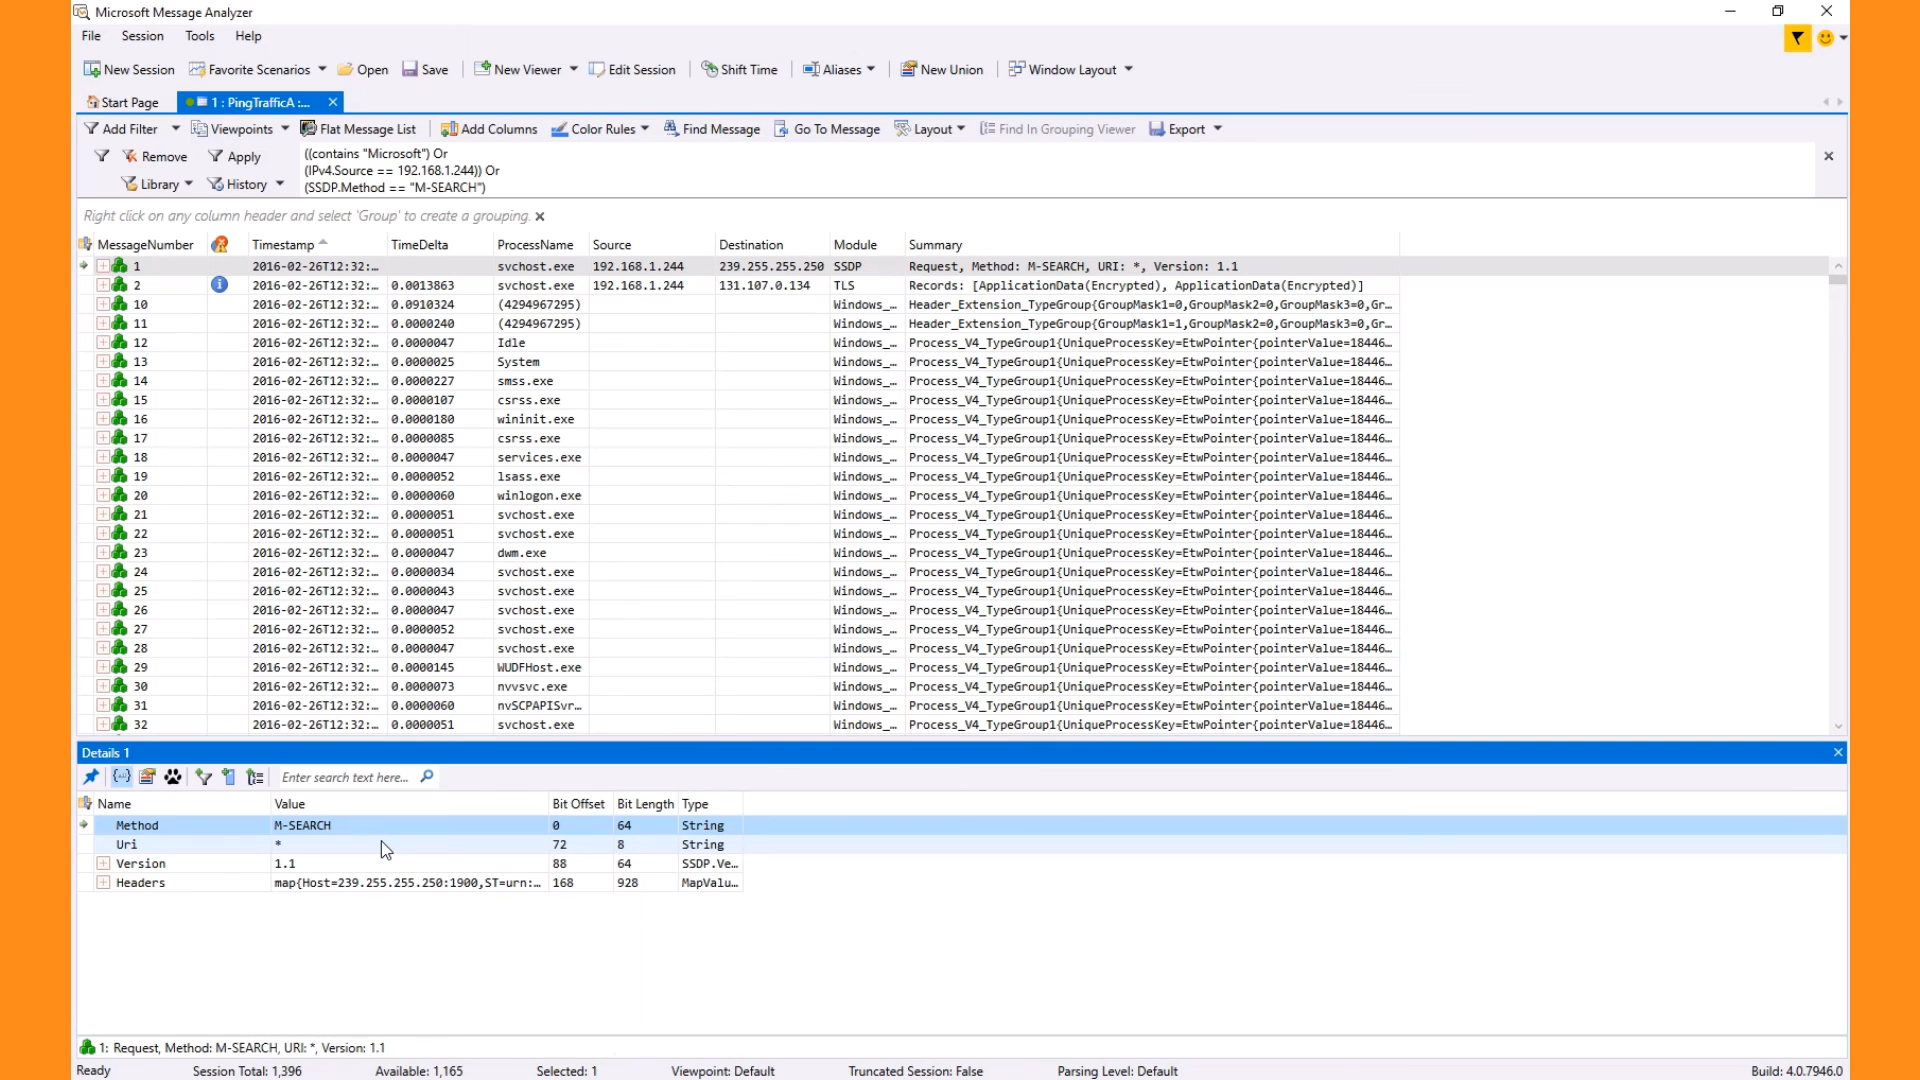 Microsoft Message Analyzer
File Session Tools Help
New Session Favorite Scenarios Open Save New Viewer Edit Session Shift Time Aliases New Union Window Layout
Start Page 1 : PingTrafficA :...
Add Filter Viewpoints Flat Message List Add Columns Color Rules Find Message Go To Message Layout Find In Grouping Viewer Export
Remove Apply
Library History
((contains "Microsoft") Or
(IPv4.Source == 192.168.1.244)) Or
(SSDP.Method == "M-SEARCH")
Right click on any column header and select 'Group' to create a grouping.
MessageNumber Timestamp TimeDelta ProcessName Source Destination Module Summary
1 2016-02-26T12:32:... svchost.exe 192.168.1.244 239.255.255.250 SSDP Request, Method: M-SEARCH, URI: *, Version: 1.1
2 2016-02-26T12:32:... 0.0013863 svchost.exe 192.168.1.244 131.107.0.134 TLS Records: [ApplicationData(Encrypted), ApplicationData(Encrypted)]
10 2016-02-26T12:32:... 0.0910324 (4294967295) Windows_... Header_Extension_TypeGroup{GroupMask1=0,GroupMask2=0,GroupMask3=0,Gr...
11 2016-02-26T12:32:... 0.0000240 (4294967295) Windows_... Header_Extension_TypeGroup{GroupMask1=1,GroupMask2=0,GroupMask3=0,Gr...
12 2016-02-26T12:32:... 0.0000047 Idle Windows_... Process_V4_TypeGroup1{UniqueProcessKey=EtwPointer{pointerValue=18446...
13 2016-02-26T12:32:... 0.0000025 System Windows_... Process_V4_TypeGroup1{UniqueProcessKey=EtwPointer{pointerValue=18446...
14 2016-02-26T12:32:... 0.0000227 smss.exe Windows_... Process_V4_TypeGroup1{UniqueProcessKey=EtwPointer{pointerValue=18446...
15 2016-02-26T12:32:... 0.0000107 csrss.exe Windows_... Process_V4_TypeGroup1{UniqueProcessKey=EtwPointer{pointerValue=18446...
16 2016-02-26T12:32:... 0.0000180 wininit.exe Windows_... Process_V4_TypeGroup1{UniqueProcessKey=EtwPointer{pointerValue=18446...
17 2016-02-26T12:32:... 0.0000085 csrss.exe Windows_... Process_V4_TypeGroup1{UniqueProcessKey=EtwPointer{pointerValue=18446...
18 2016-02-26T12:32:... 0.0000047 services.exe Windows_... Process_V4_TypeGroup1{UniqueProcessKey=EtwPointer{pointerValue=18446...
19 2016-02-26T12:32:... 0.0000052 lsass.exe Windows_... Process_V4_TypeGroup1{UniqueProcessKey=EtwPointer{pointerValue=18446...
20 2016-02-26T12:32:... 0.0000060 winlogon.exe Windows_... Process_V4_TypeGroup1{UniqueProcessKey=EtwPointer{pointerValue=18446...
21 2016-02-26T12:32:... 0.0000051 svchost.exe Windows_... Process_V4_TypeGroup1{UniqueProcessKey=EtwPointer{pointerValue=18446...
22 2016-02-26T12:32:... 0.0000051 svchost.exe Windows_... Process_V4_TypeGroup1{UniqueProcessKey=EtwPointer{pointerValue=18446...
23 2016-02-26T12:32:... 0.0000047 dwm.exe Windows_... Process_V4_TypeGroup1{UniqueProcessKey=EtwPointer{pointerValue=18446...
24 2016-02-26T12:32:... 0.0000034 svchost.exe Windows_... Process_V4_TypeGroup1{UniqueProcessKey=EtwPointer{pointerValue=18446...
25 2016-02-26T12:32:... 0.0000043 svchost.exe Windows_... Process_V4_TypeGroup1{UniqueProcessKey=EtwPointer{pointerValue=18446...
26 2016-02-26T12:32:... 0.0000047 svchost.exe Windows_... Process_V4_TypeGroup1{UniqueProcessKey=EtwPointer{pointerValue=18446...
27 2016-02-26T12:32:... 0.0000052 svchost.exe Windows_... Process_V4_TypeGroup1{UniqueProcessKey=EtwPointer{pointerValue=18446...
28 2016-02-26T12:32:... 0.0000047 svchost.exe Windows_... Process_V4_TypeGroup1{UniqueProcessKey=EtwPointer{pointerValue=18446...
29 2016-02-26T12:32:... 0.0000145 WUDFHost.exe Windows_... Process_V4_TypeGroup1{UniqueProcessKey=EtwPointer{pointerValue=18446...
30 2016-02-26T12:32:... 0.0000073 nvvsvc.exe Windows_... Process_V4_TypeGroup1{UniqueProcessKey=EtwPointer{pointerValue=18446...
31 2016-02-26T12:32:... 0.0000060 nvSCPAPISvr... Windows_... Process_V4_TypeGroup1{UniqueProcessKey=EtwPointer{pointerValue=18446...
32 2016-02-26T12:32:... 0.0000051 svchost.exe Windows_... Process_V4_TypeGroup1{UniqueProcessKey=EtwPointer{pointerValue=18446...
Details 1
Enter search text here...
Name Value Bit Offset Bit Length Type
Method M-SEARCH 0 64 String
Uri * 72 8 String
Version 1.1 88 64 SSDP.Ve...
Headers map{Host=239.255.255.250:1900,ST=urn:... 168 928 MapValu...
1: Request, Method: M-SEARCH, URI: *, Version: 1.1
Ready Session Total: 1,396 Available: 1,165 Selected: 1 Viewpoint: Default Truncated Session: False Parsing Level: Default Build: 4.0.7946.0